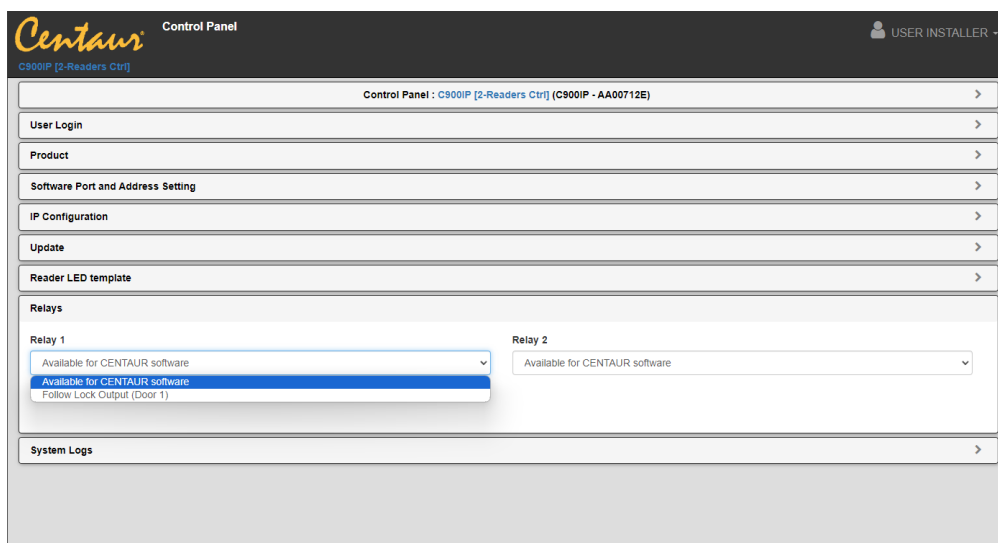 Centaur®
Control Panel
USER INSTALLER
C900IP [2-Readers Ctrl]
Control Panel : C900IP [2-Readers Ctrl] (C900IP - AA00712E)
User Login
Product
Software Port and Address Setting
IP Configuration
Update
Reader LED template
Relays
Relay 1
Relay 2
Available for CENTAUR software
Available for CENTAUR software
Available for CENTAUR software
Follow Lock Output (Door 1)
System Logs